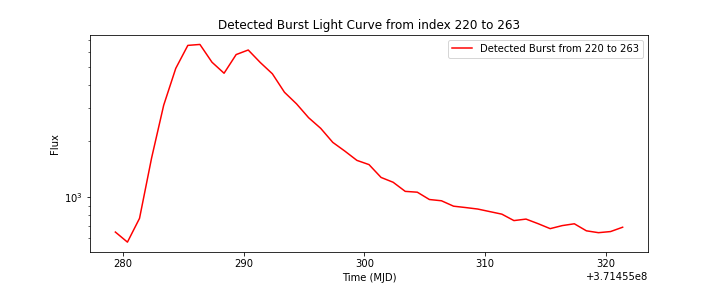 Detected Burst Light Curve from index 220 to 263
Detected Burst from 220 to 263
Flux
10³
280 290 300 310 320
+3.71455e8
Time (MJD)